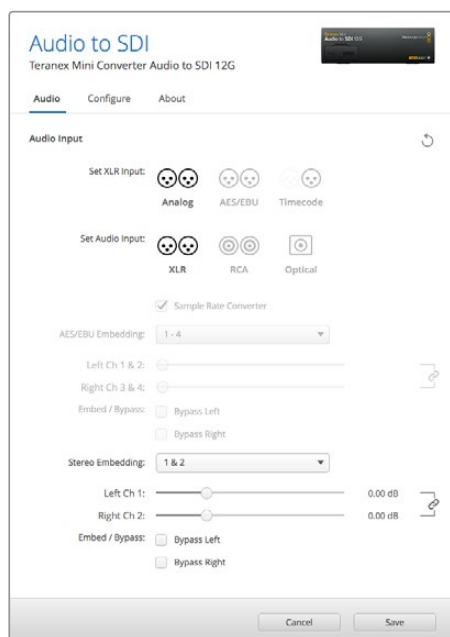 Audio to SDI
Teranex Mini Converter Audio to SDI 12G
Audio Configure About
Audio Input
Set XLR Input:
Analog AES/EBU Timecode
Set Audio Input:
XLR RCA Optical
Sample Rate Converter
AES/EBU Embedding: 1 - 4
Left Ch 1 & 2:
Right Ch 3 & 4:
Embed / Bypass: Bypass Left
Bypass Right
Stereo Embedding: 1 & 2
Left Ch 1: 0.00 dB
Right Ch 2: 0.00 dB
Embed / Bypass: Bypass Left
Bypass Right
Cancel Save